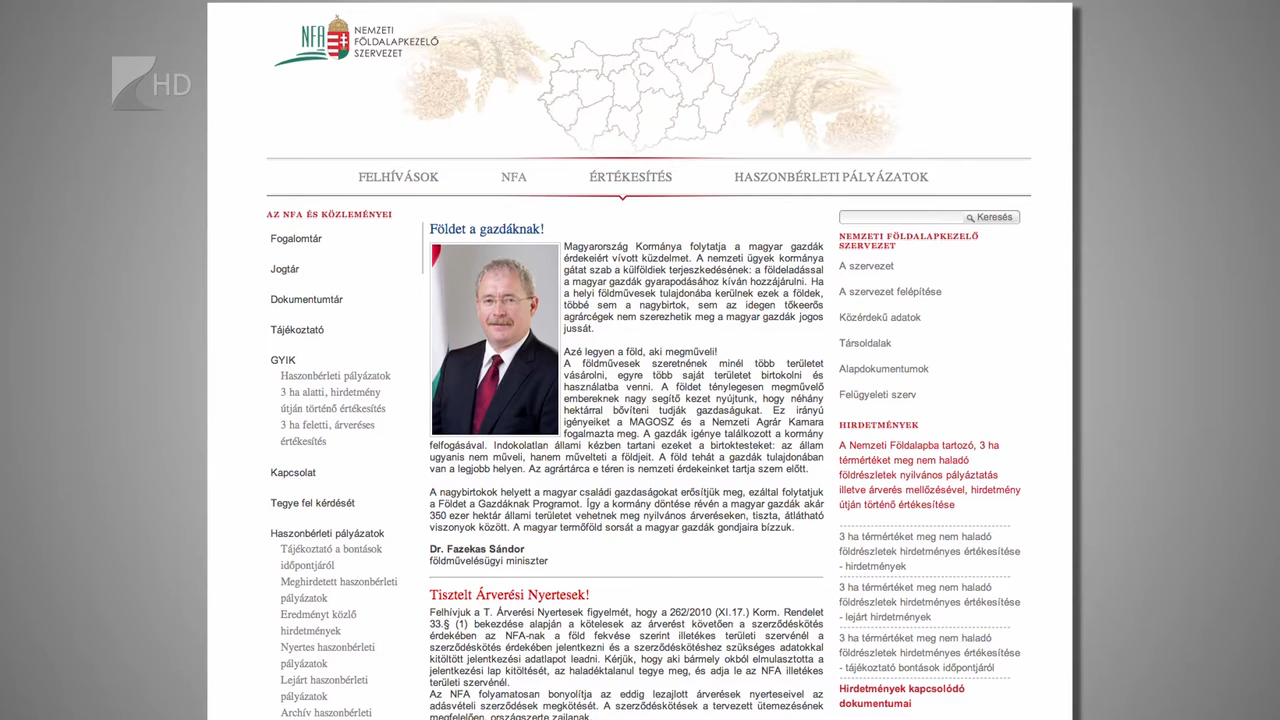 NFA
NEMZETI
FÖLDALAPKEZELŐ
SZERVEZET
HD
FELHÍVÁSOK
NFA
ÉRTÉKESÍTÉS
HASZONBÉRLETI PÁLYÁZATOK
AZ NFA ÉS KÖZLEMÉNYEI
Fogalomtár
Jogtár
Dokumentumtár
Tájékoztató
GYIK
Haszonbérleti pályázatok
3 ha alatti, hirdetmény
útján történő értékesítés
3 ha feletti, árveréses
értékesítés
Kapcsolat
Tegye fel kérdését
Haszonbérleti pályázatok
Tájékoztató a bontások
időpontjáról
Meghirdetett haszonbérleti
pályázatok
Eredményt közlő
hirdetmények
Nyertes haszonbérleti
pályázatok
Lejárt haszonbérleti
pályázatok
Archív haszonbérleti
Földet a gazdáknak!
Magyarország Kormánya folytatja a magyar gazdák
érdekeiért vívott küzdelmet. A nemzeti ügyek kormánya
gátat szab a külföldiek terjeszkedésének: a földeladással
a magyar gazdák gyarapodásához kíván hozzájárulni. Ha
a helyi földművesek tulajdonába kerülnek ezek a földek,
többé sem a nagybirtok, sem az idegen tőkeerős
agrárcégek nem szerezhetik meg a magyar gazdák jogos
jussát.
Azé legyen a föld, aki megműveli!
A földművesek szeretnének minél több területet
vásárolni, egyre több saját területet birtokolni és
használatba venni. A földet ténylegesen megművelő
embereknek nagy segítő kezet nyújtunk, hogy néhány
hektárral bővíteni tudják gazdaságukat. Ez irányú
igényeiket a MAGOSZ és a Nemzeti Agrár Kamara
fogalmazta meg. A gazdák igénye találkozott a kormány
felfogásával. Indokolatlan állami kézben tartani ezeket a birtoktesteket: az állam
ugyanis nem műveli, hanem művelteti a földjeit. A föld tehát a gazdák tulajdonában
van a legjobb helyen. Az agrártárca e téren is nemzeti érdekeinket tartja szem előtt.
A nagybirtokok helyett a magyar családi gazdaságokat erősítjük meg, ezáltal folytatjuk
a Földet a Gazdáknak Programot. Így a kormány döntése révén a magyar gazdák akár
350 ezer hektár állami területet vehetnek meg nyilvános árveréseken, tiszta, átlátható
viszonyok között. A magyar termőföld sorsát a magyar gazdák gondjaira bízzuk.
Dr. Fazekas Sándor
földművelésügyi miniszter
Tisztelt Árverési Nyertesek!
Felhívjuk a T. Árverési Nyertesek figyelmét, hogy a 262/2010 (XI.17.) Korm. Rendelet
33.§ (1) bekezdése alapján a kötelesek az árverést követően a szerződéskötés
érdekében az NFA-nak a föld fekvése szerint illetékes területi szervénél a
szerződéskötés érdekében jelentkezni és a szerződéskötéshez szükséges adatokkal
kitöltött jelentkezési adatlapot leadni. Kérjük, hogy aki bármely okból elmulasztotta a
jelentkezési lap kitöltését, az haladéktalanul tegye meg, és adja le az NFA illetékes
területi szervénél.
Az NFA folyamatosan bonyolítja az eddig lezajlott árverések nyerteseivel az
adásvételi szerződések megkötését. A szerződéskötések a tervezett ütemezésének
megfelelően, országszerte zajlanak.
Keresés
NEMZETI FÖLDALAPKEZELŐ
SZERVEZET
A szervezet
A szervezet felépítése
Közérdekű adatok
Társoldalak
Alapdokumentumok
Felügyeleti szerv
HIRDETMÉNYEK
A Nemzeti Földalapba tartozó, 3 ha
térmértéket meg nem haladó
földrészletek nyilvános pályáztatás
illetve árverés mellőzésével, hirdetmény
útján történő értékesítése
3 ha térmértéket meg nem haladó
földrészletek hirdetményes értékesítése
- hirdetmények
3 ha térmértéket meg nem haladó
földrészletek hirdetményes értékesítése
- lejárt hirdetmények
3 ha térmértéket meg nem haladó
földrészletek hirdetményes értékesítése
- tájékoztató bontások időpontjáról
Hirdetmények kapcsolódó
dokumentumai